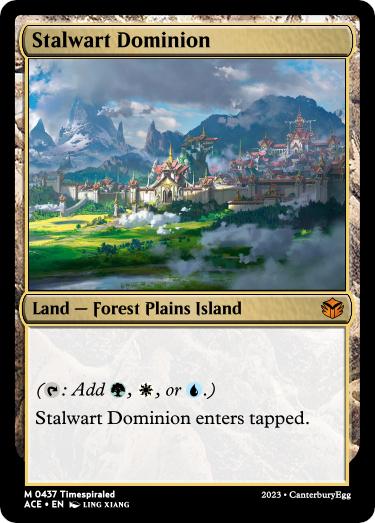 Stalwart Dominion
Land — Forest Plains Island
(: Add , , or .)
Stalwart Dominion enters tapped.
M 0437 Timespiraled
ACE • EN LING XIANG
2023 • CanterburyEgg